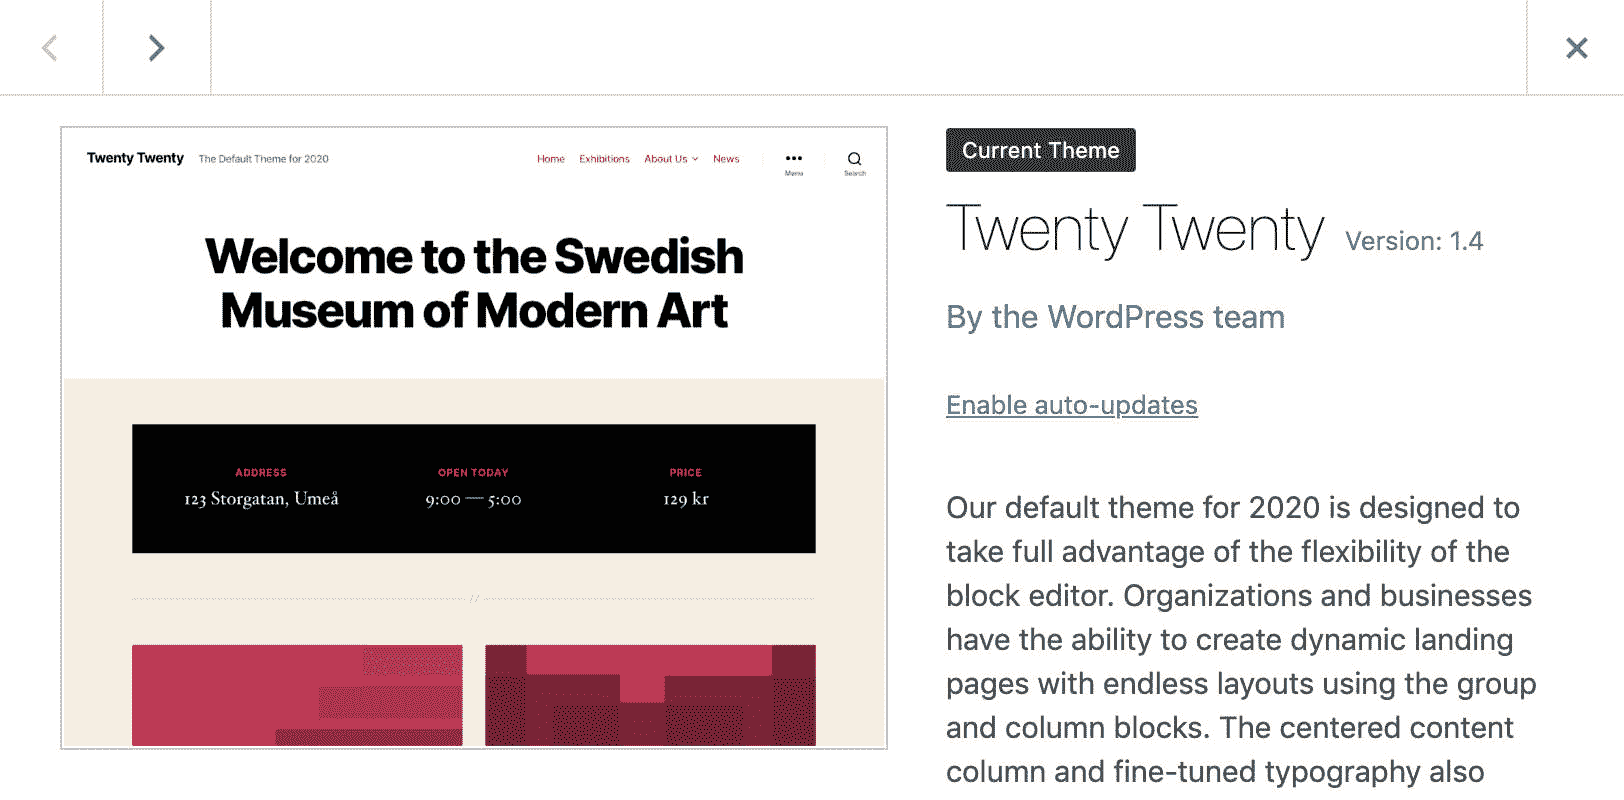 Twenty Twenty The Default Theme for 2020 Home Exhibitions About Us News Menu Search
Welcome to the Swedish
Museum of Modern Art
ADDRESS OPEN TODAY PRICE
123 Storgatan, Umeå 9:00 — 5:00 129 kr
//
Current Theme
Twenty Twenty Version: 1.4
By the WordPress team
Enable auto-updates
Our default theme for 2020 is designed to
take full advantage of the flexibility of the
block editor. Organizations and businesses
have the ability to create dynamic landing
pages with endless layouts using the group
and column blocks. The centered content
column and fine-tuned typography also